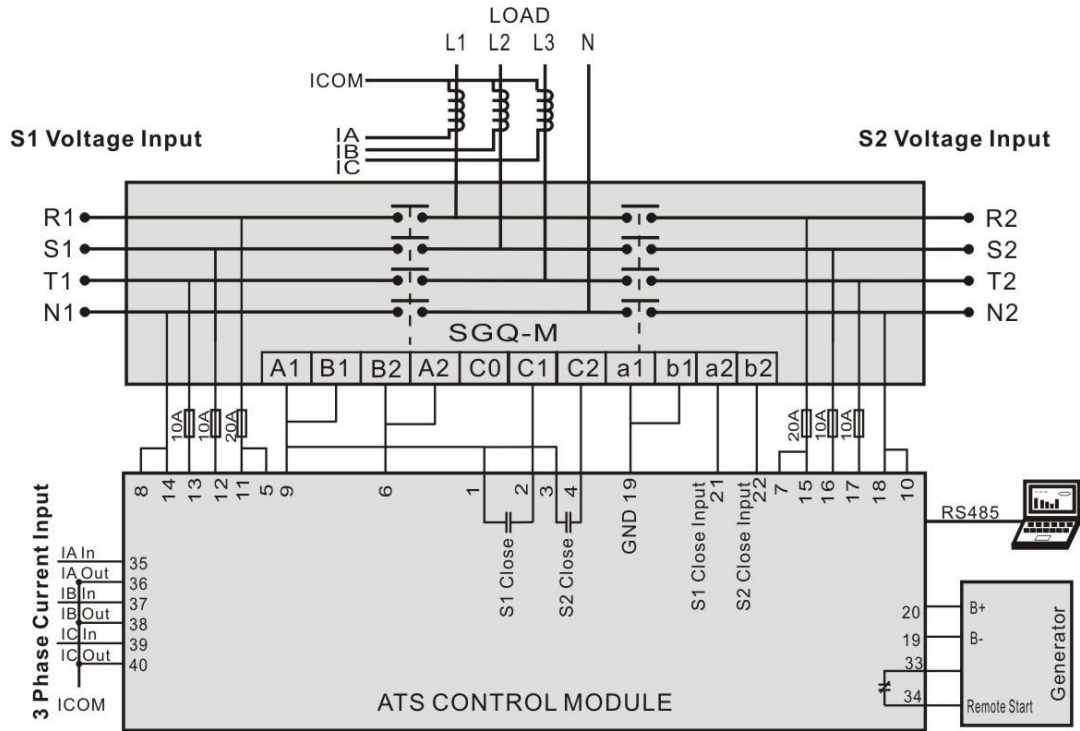 LOAD
L1 L2 L3 N
ICOM
IA
IB
IC
S1 Voltage Input
S2 Voltage Input
R1
S1
T1
N1
R2
S2
T2
N2
SGQ-M
A1 B1 B2 A2 C0 C1 C2 a1 b1 a2 b2
10A 10A 20A
20A 10A 10A
8 14 13 12 11 5 9 6 1 2 3 4 GND 19 S1 Close Input 21 S2 Close Input 22 7 15 16 17 18 10
S1 Close
S2 Close
RS485
3 Phase Current Input
IA In 35
IA Out 36
IB In 37
IB Out 38
IC In 39
IC Out 40
ICOM
ATS CONTROL MODULE
20 B+
19 B-
33
34 Remote Start
Generator